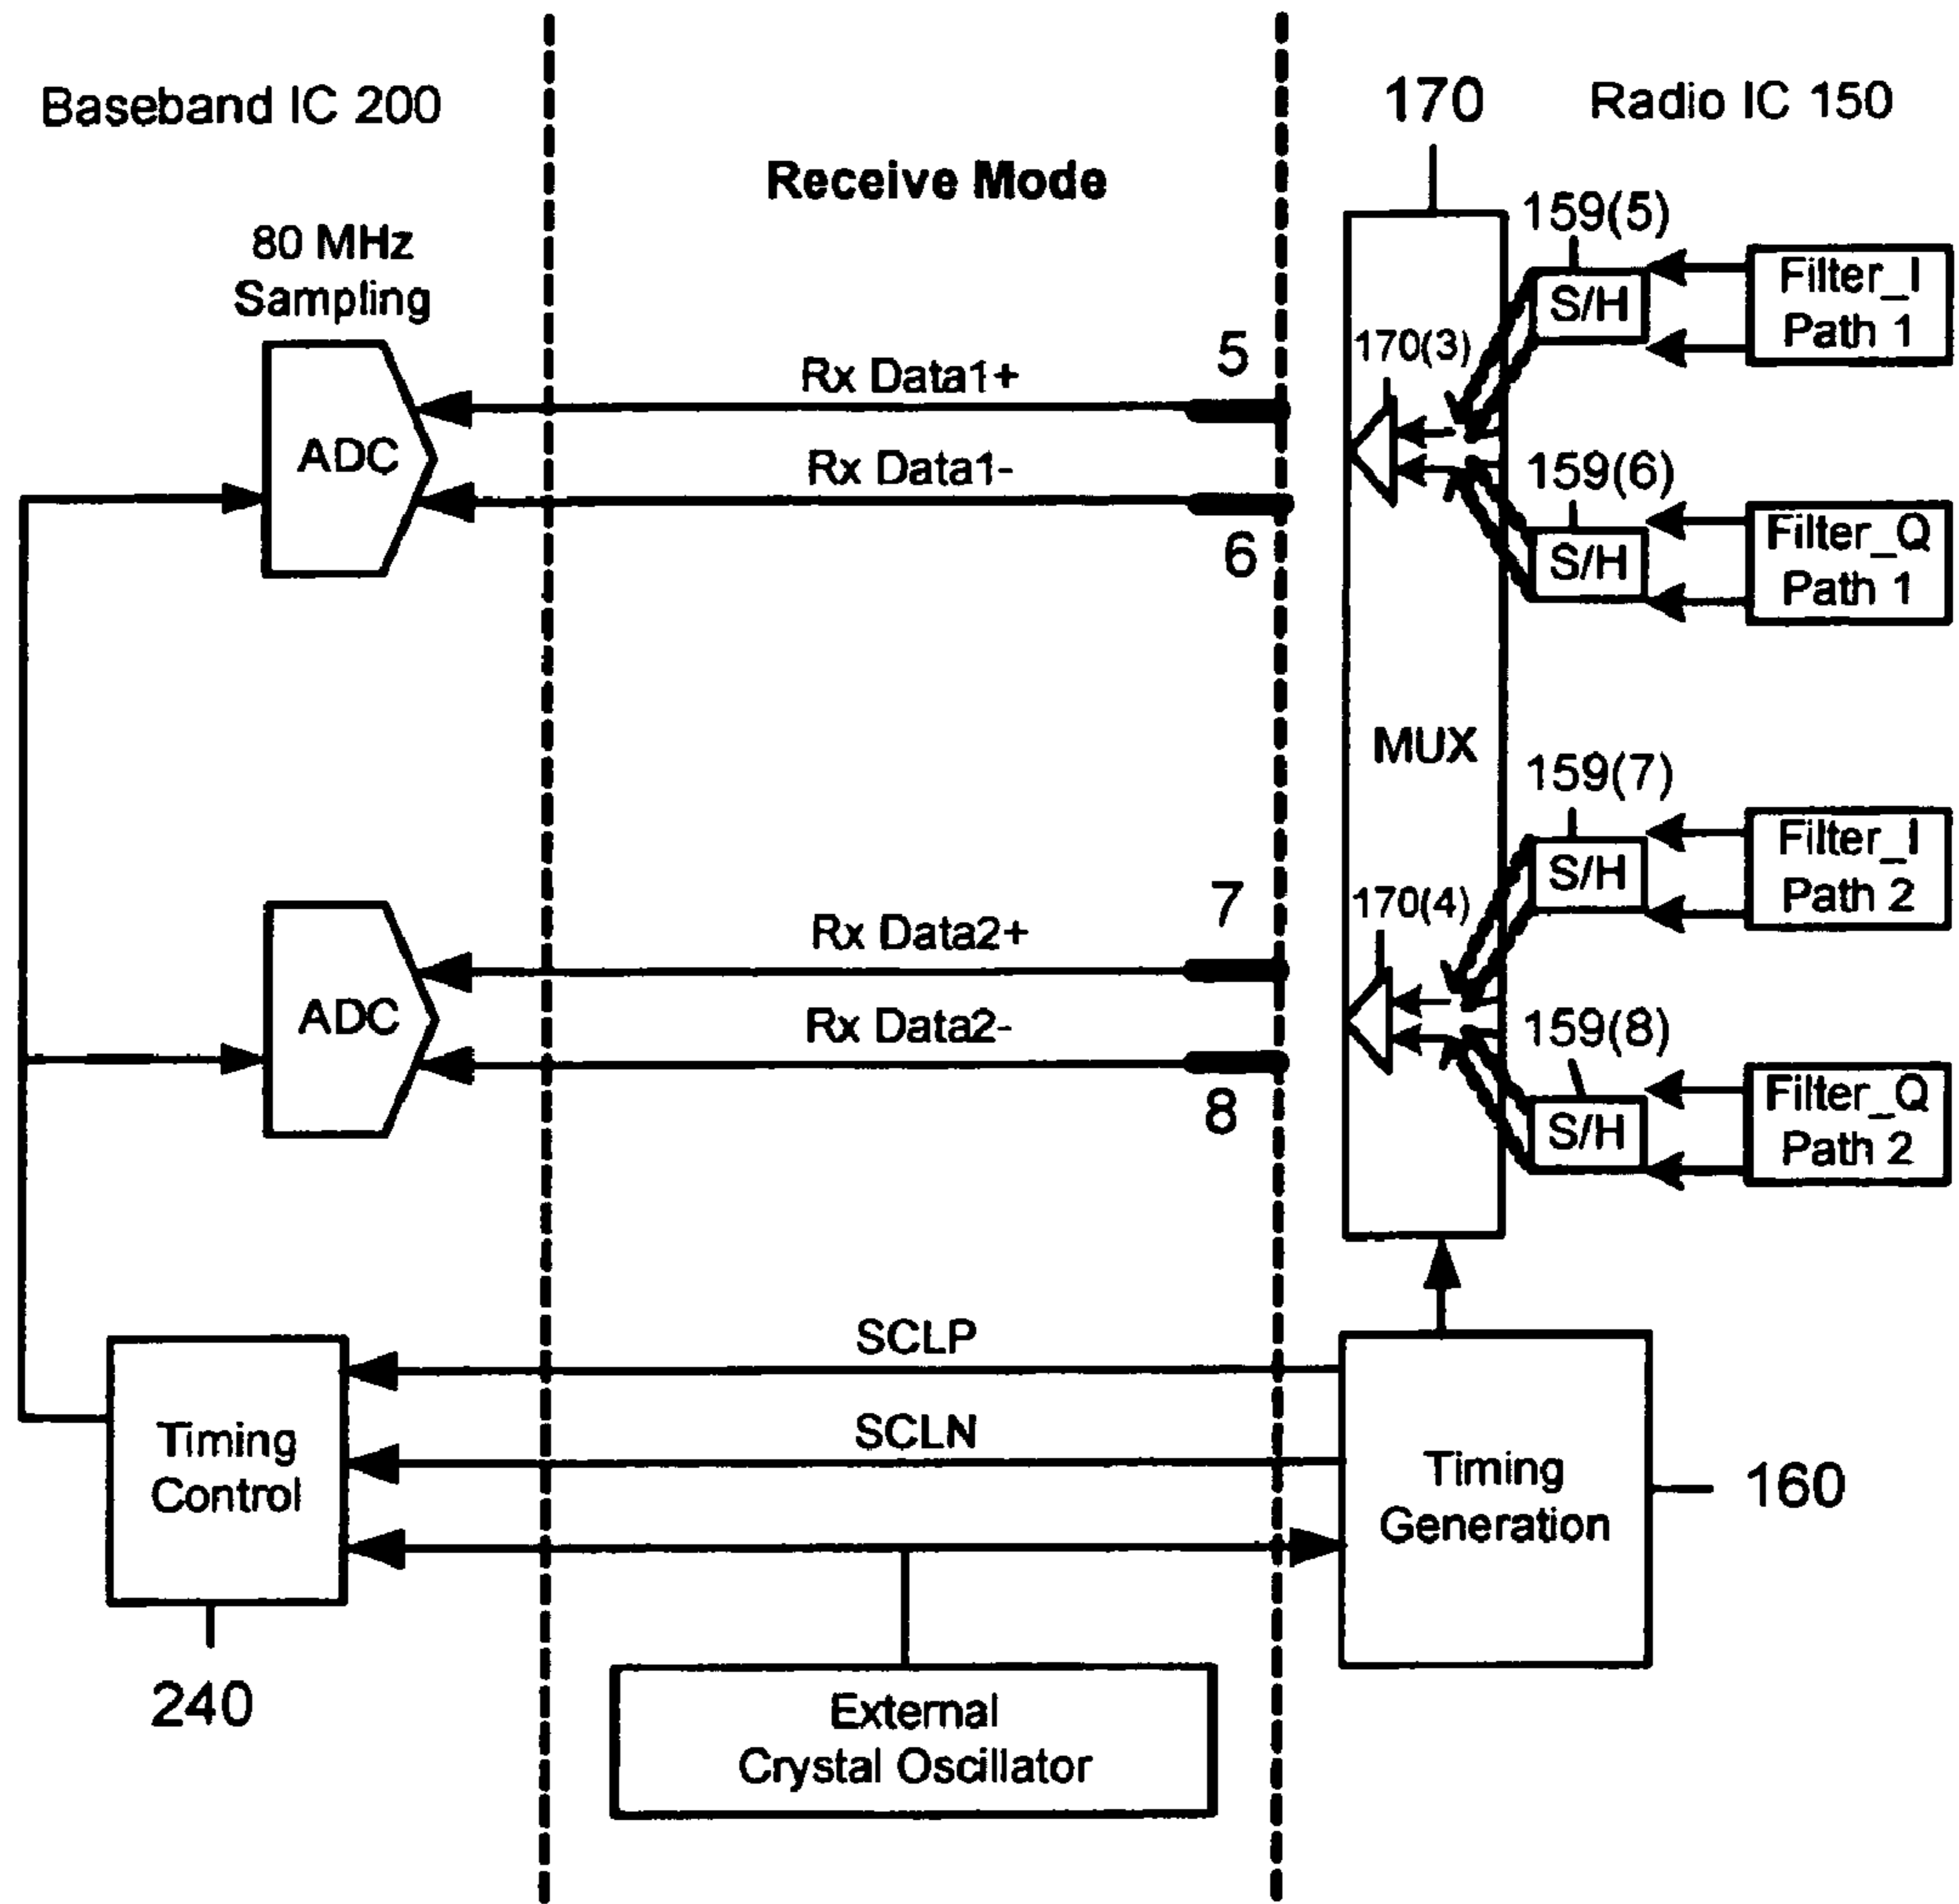 Baseband IC 200
170
Radio IC 150
Receive Mode
80 MHz
Sampling
159(5)
Filter_I
Path 1
S/H
170(3)
5
Rx Data1+
ADC
Rx Data1-
6
159(6)
Filter_Q
Path 1
S/H
MUX
159(7)
Filter_I
Path 2
S/H
170(4)
7
Rx Data2+
ADC
Rx Data2-
8
159(8)
Filter_Q
Path 2
S/H
SCLP
SCLN
Timing
Control
Timing
Generation
160
240
External
Crystal Oscillator